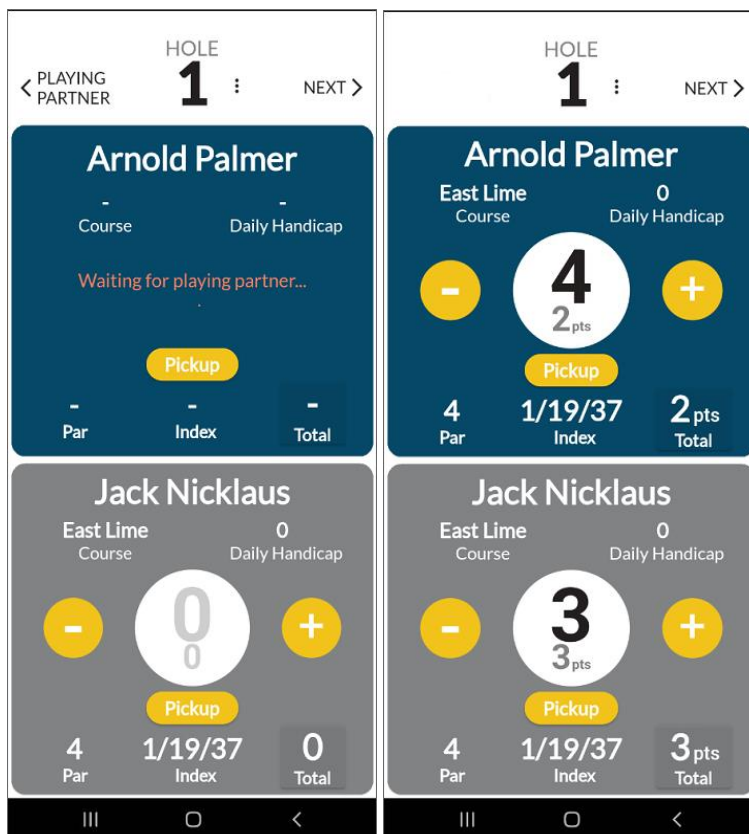 HOLE
1
PLAYING
PARTNER
NEXT
Arnold Palmer
- -
Course Daily Handicap
Waiting for playing partner...
.
Pickup
- - -
Par Index Total
Jack Nicklaus
East Lime 0
Course Daily Handicap
- 0 +
0
Pickup
4 1/19/37 0
Par Index Total
HOLE
1
NEXT
Arnold Palmer
East Lime 0
Course Daily Handicap
- 4 +
2pts
Pickup
4 1/19/37 2pts
Par Index Total
Jack Nicklaus
East Lime 0
Course Daily Handicap
- 3 +
3pts
Pickup
4 1/19/37 3pts
Par Index Total